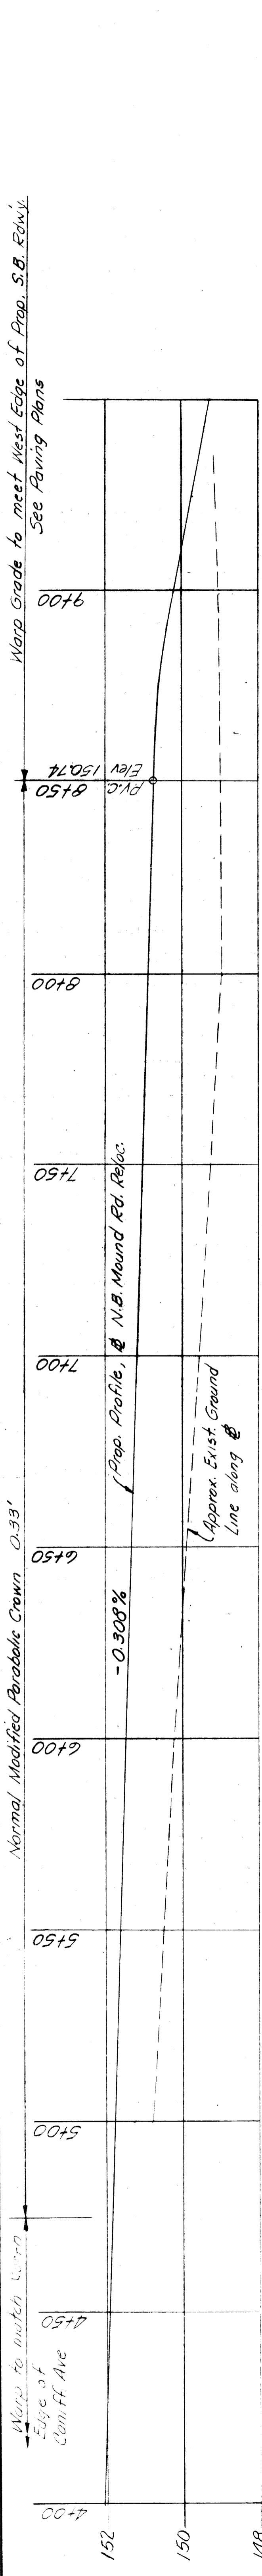 Warp to match
Edge of
Coniff Ave
Normal Modified Parabolic Crown 0.33'
Warp Grade to meet West Edge of Prop. S.B. Rdwy.
See Paving Plans
4+00
4+50
5+00
5+50
6+00
6+50
7+00
7+50
8+00
8+50
9+00
P.V.C.
Elev 150.74
-0.308%
Prop. Profile, ⅊ N.B. Mound Rd. Reloc.
Approx. Exist. Ground
Line along ⅊
152
150
148